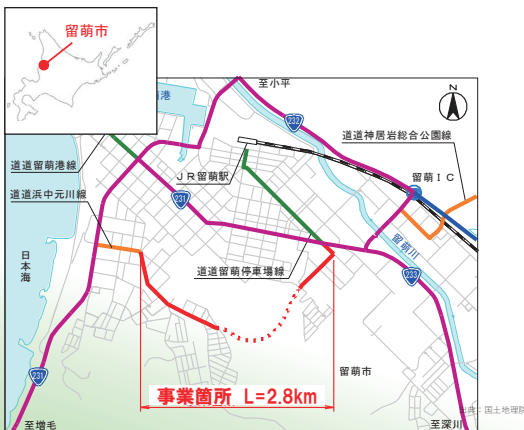 留萌市
萌港
至小平
N
232
道道神居岩総合公園線
道道留萌港線
JR留萌駅
留萌IC
道道浜中元川線
231
留萌川
日本海
道道留萌停車場線
233
231
留萌市
事業箇所 L=2.8km
出典：国土地理院
至増毛
至深川